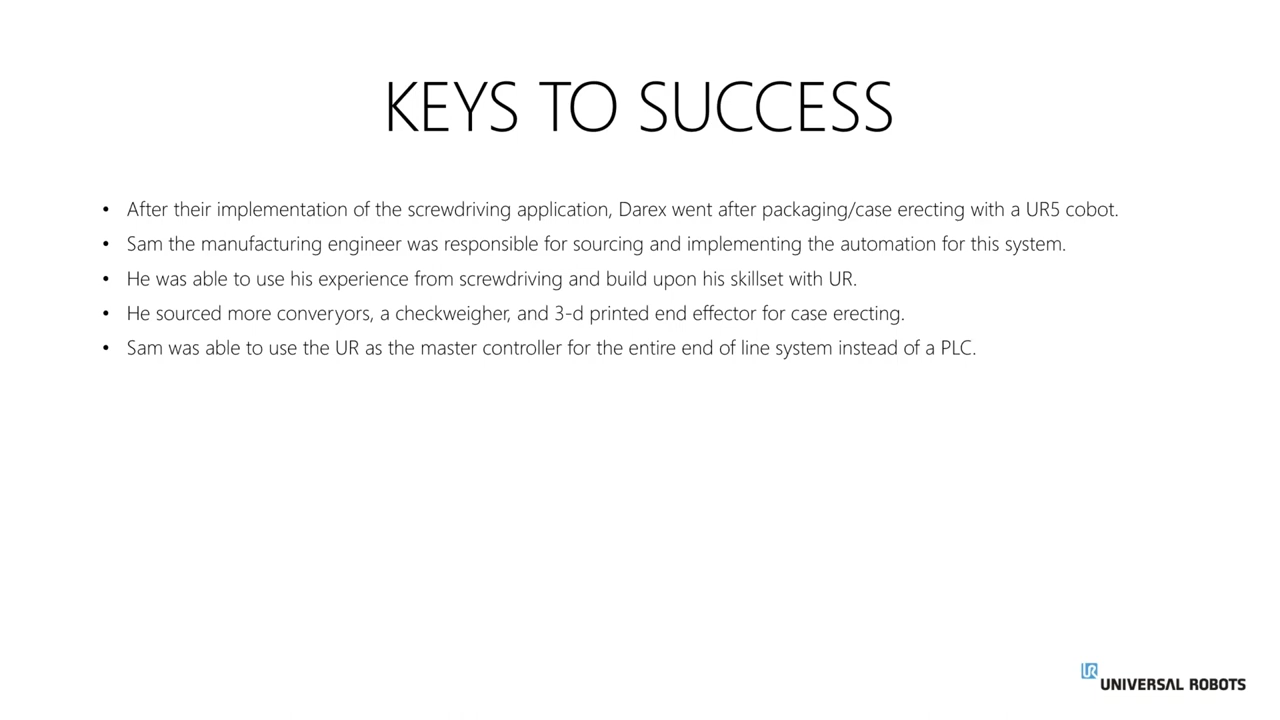 KEYS TO SUCCESS
• After their implementation of the screwdriving application, Darex went after packaging/case erecting with a UR5 cobot.
• Sam the manufacturing engineer was responsible for sourcing and implementing the automation for this system.
• He was able to use his experience from screwdriving and build upon his skillset with UR.
• He sourced more converyors, a checkweigher, and 3-d printed end effector for case erecting.
• Sam was able to use the UR as the master controller for the entire end of line system instead of a PLC.
UR
UNIVERSAL ROBOTS